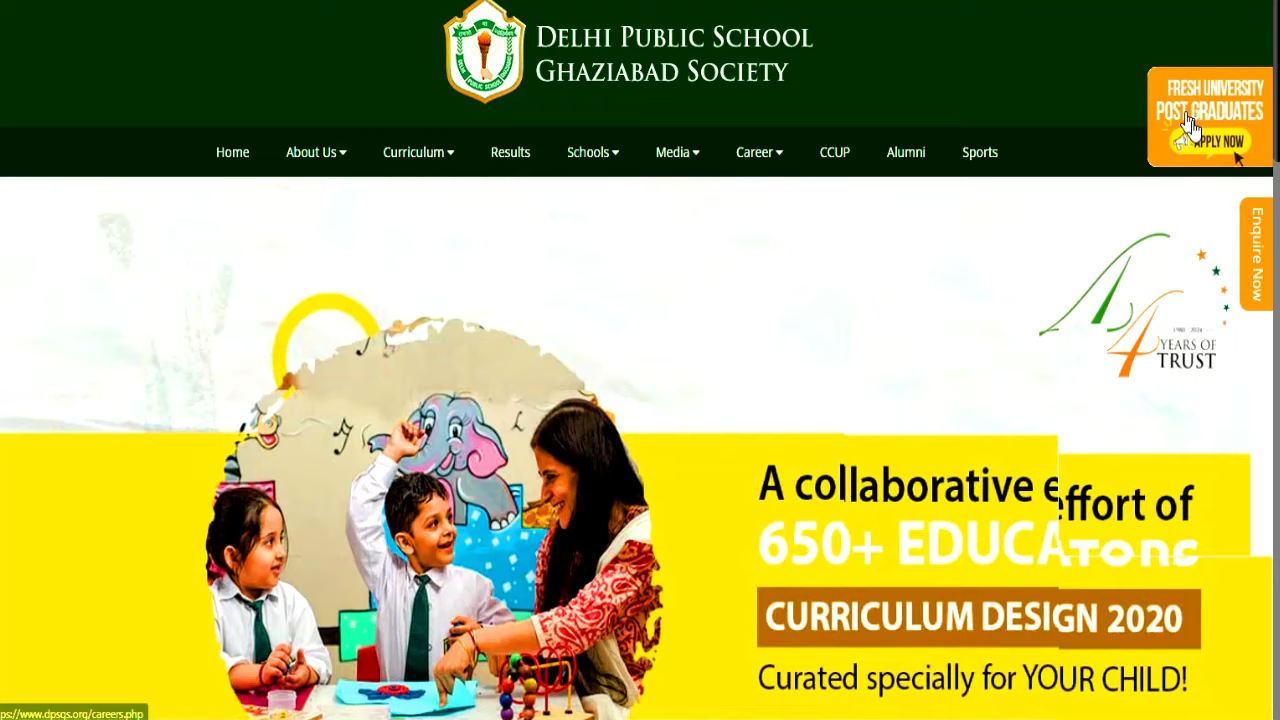 DELHI PUBLIC SCHOOL
GHAZIABAD SOCIETY
FRESH UNIVERSITY
POST GRADUATES
APPLY NOW
Home About Us Curriculum Results Schools Media Career CCUP Alumni Sports
Enquire Now
4
YEARS OF
TRUST
A collaborative effort of
650+ EDUCATORS
CURRICULUM DESIGN 2020
Curated specially for YOUR CHILD!
ps://www.dpsgs.org/careers.php